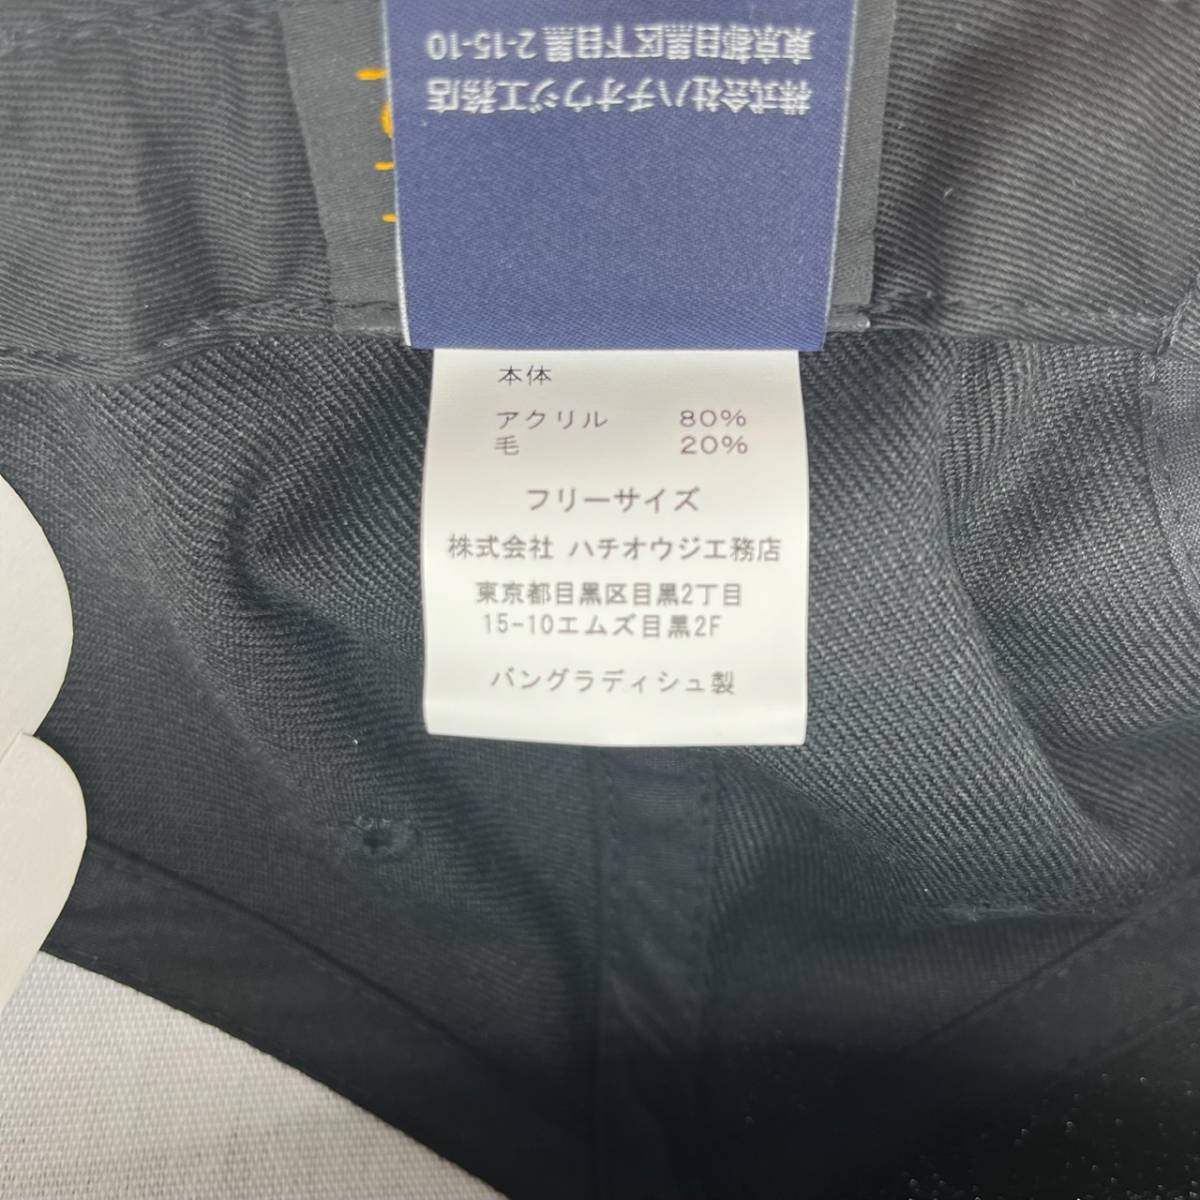 株式会社ハチオウジ工務店
東京都目黒区下目黒 2-15-10
本体
アクリル 80%
毛 20%
フリーサイズ
株式会社 ハチオウジ工務店
東京都目黒区目黒2丁目
15-10エムズ目黒2F
バングラディシュ製